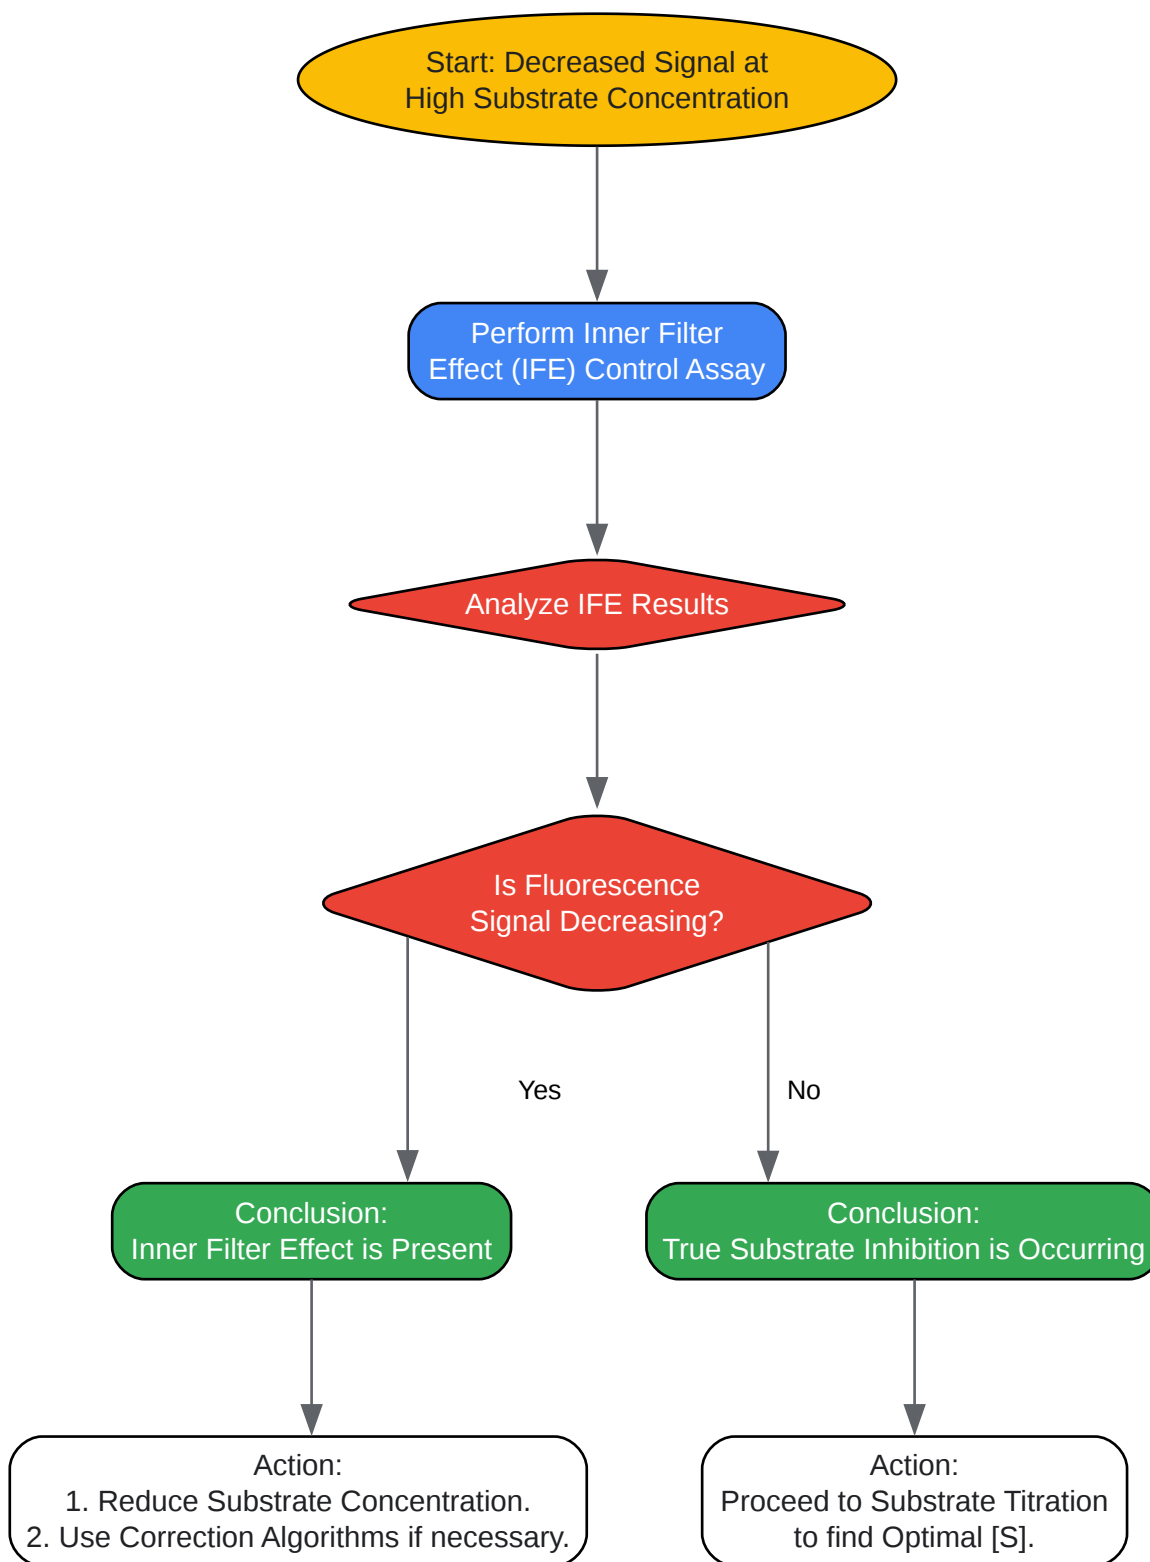 Start: Decreased Signal at
High Substrate Concentration
Perform Inner Filter
Effect (IFE) Control Assay
Analyze IFE Results
Is Fluorescence
Signal Decreasing?
Yes
No
Conclusion:
Inner Filter Effect is Present
Conclusion:
True Substrate Inhibition is Occurring
Action:
1. Reduce Substrate Concentration.
2. Use Correction Algorithms if necessary.
Action:
Proceed to Substrate Titration
to find Optimal [S].